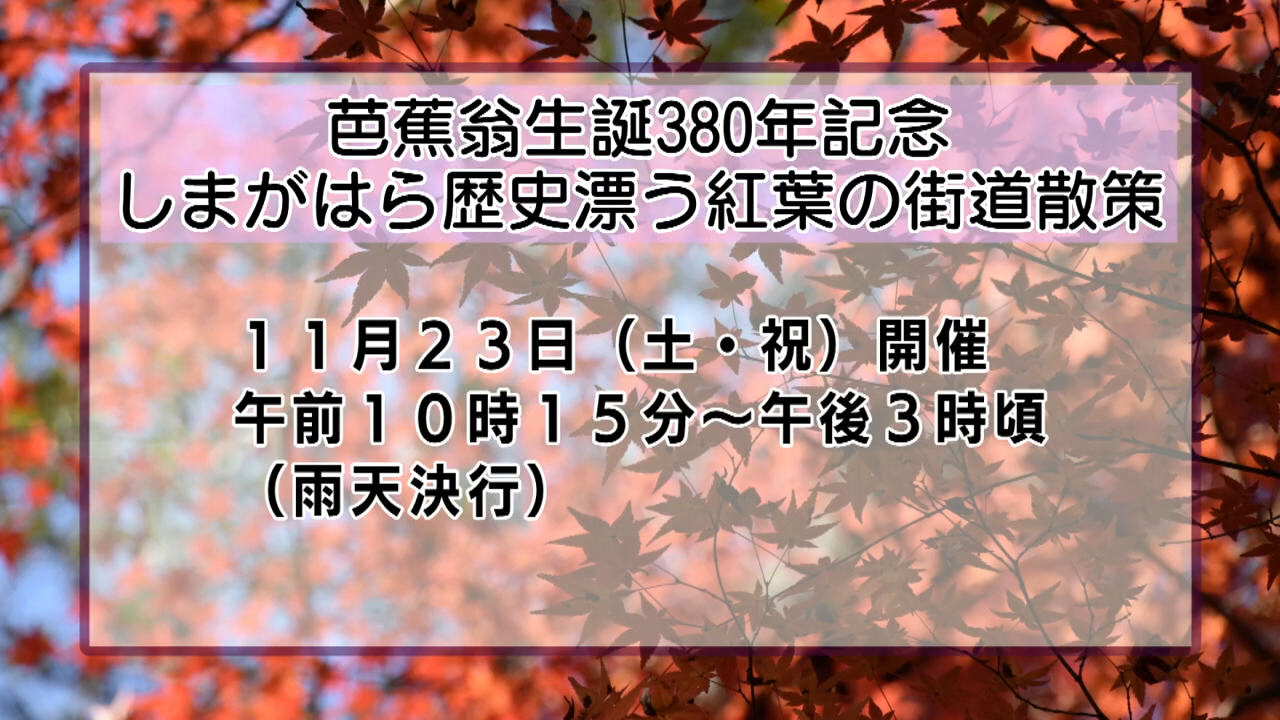 芭蕉翁生誕380年記念
しまがはら歴史漂う紅葉の街道散策
１１月２３日（土・祝）開催
午前１０時１５分～午後３時頃
（雨天決行）